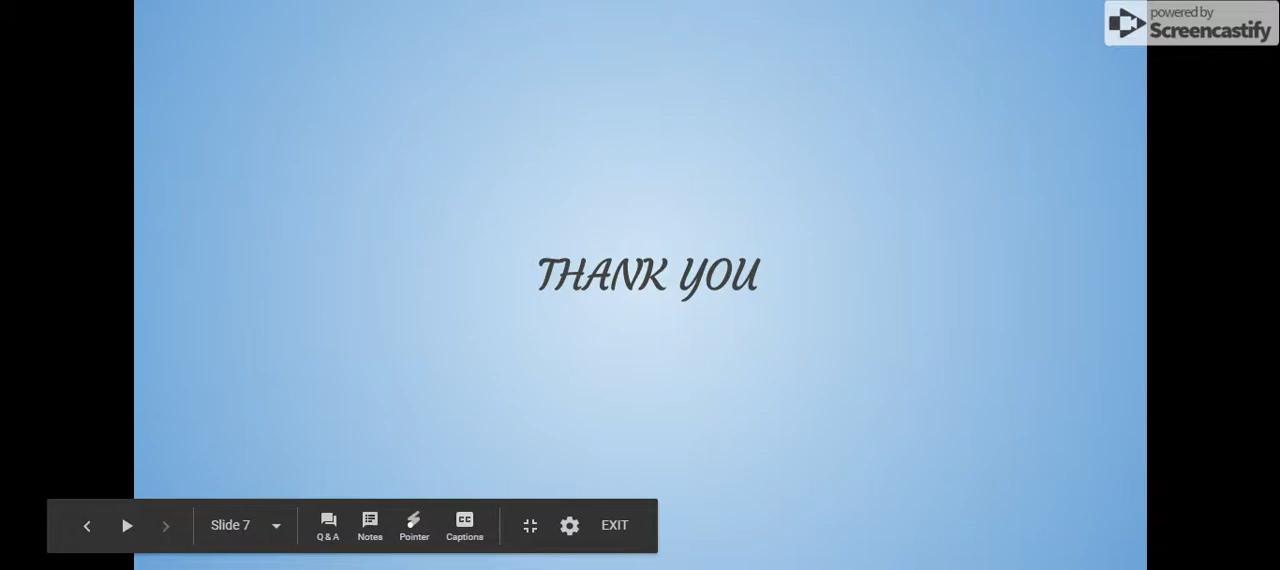 powered by
Screencastify
THANK YOU
Slide 7
Q & A
Notes
Pointer
CC
Captions
EXIT